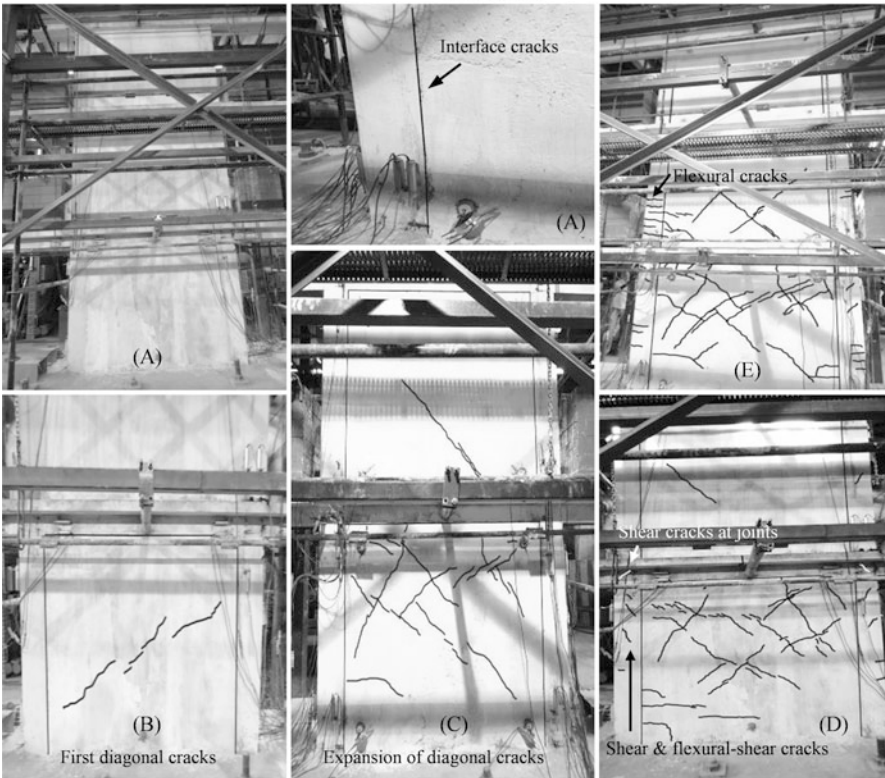 (A)
Interface cracks
(A)
(B)
First diagonal cracks
(C)
Expansion of diagonal cracks
Flexural cracks
(E)
Shear cracks at joints
(D)
Shear & flexural-shear cracks